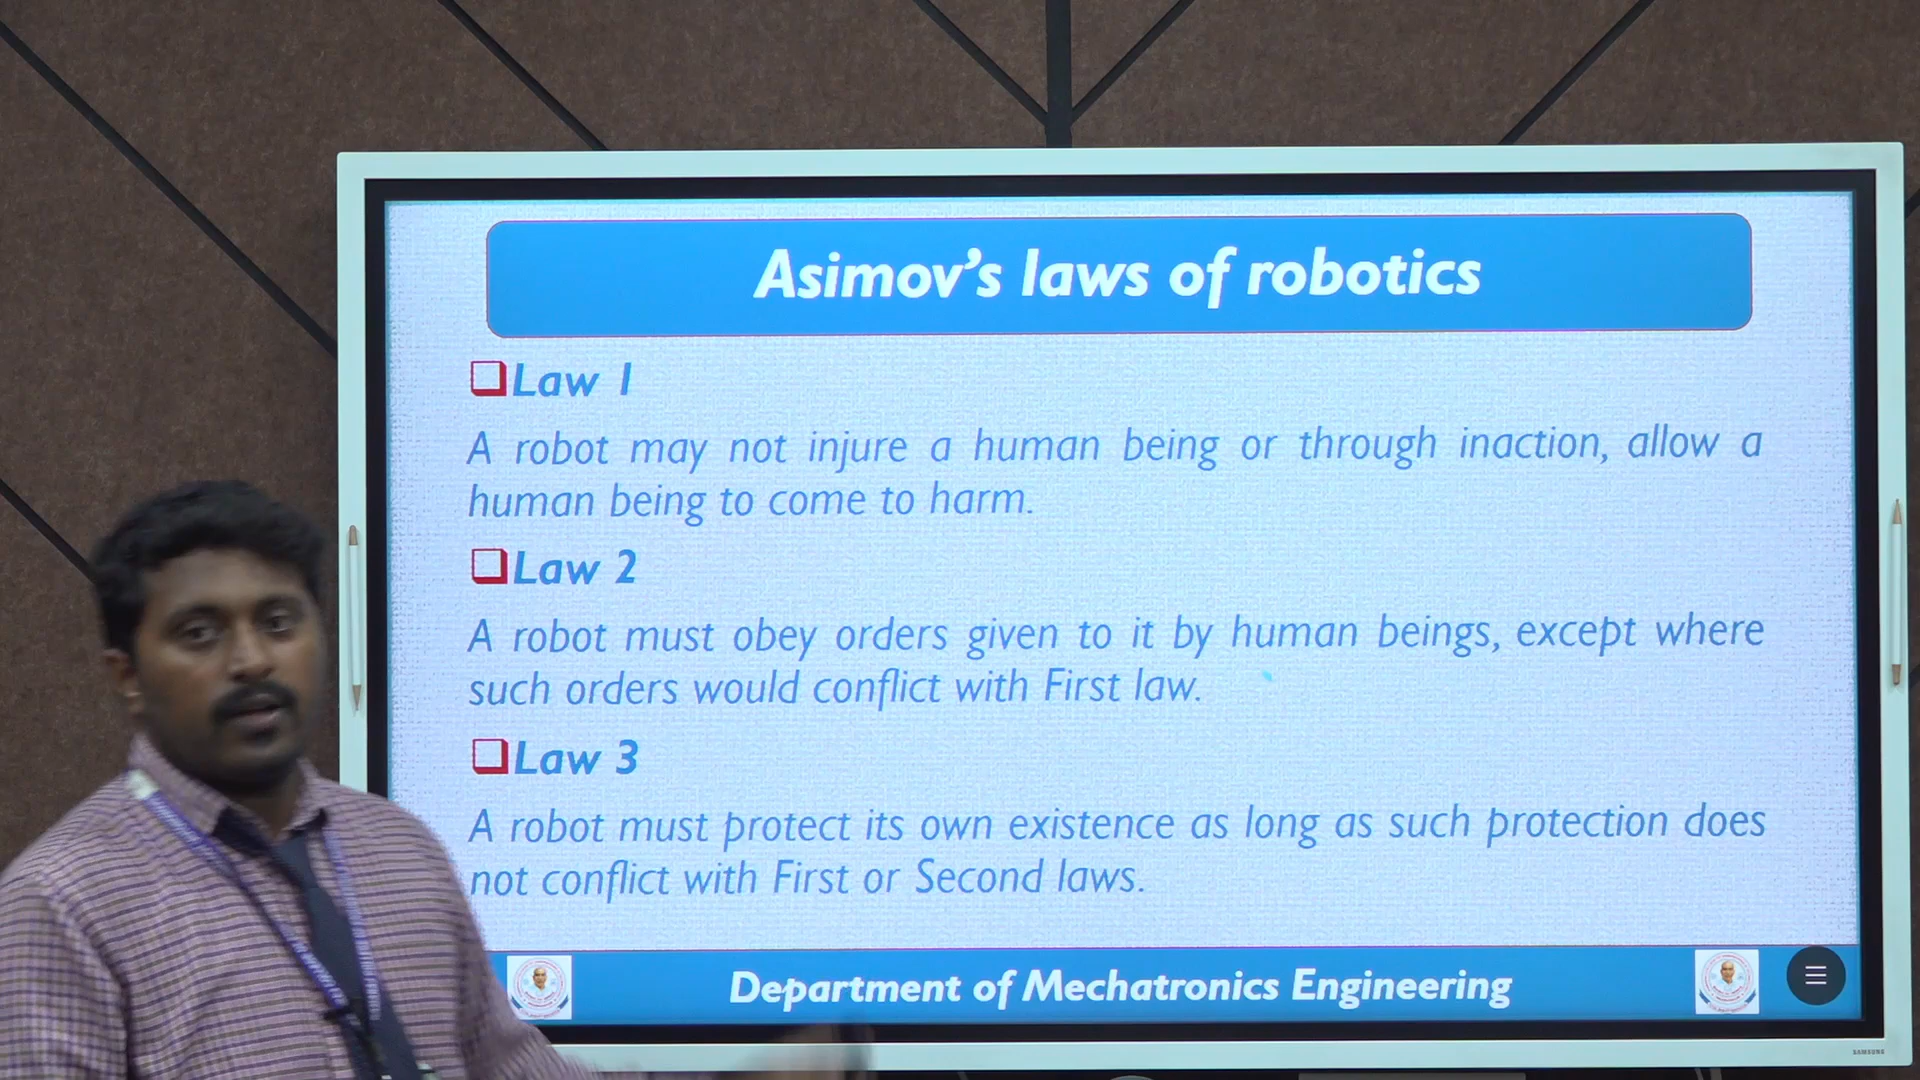 Asimov’s laws of robotics
Law 1
A robot may not injure a human being or through inaction, allow a
human being to come to harm.
Law 2
A robot must obey orders given to it by human beings, except where
such orders would conflict with First law.
Law 3
A robot must protect its own existence as long as such protection does
not conflict with First or Second laws.
Department of Mechatronics Engineering
SAMSUNG